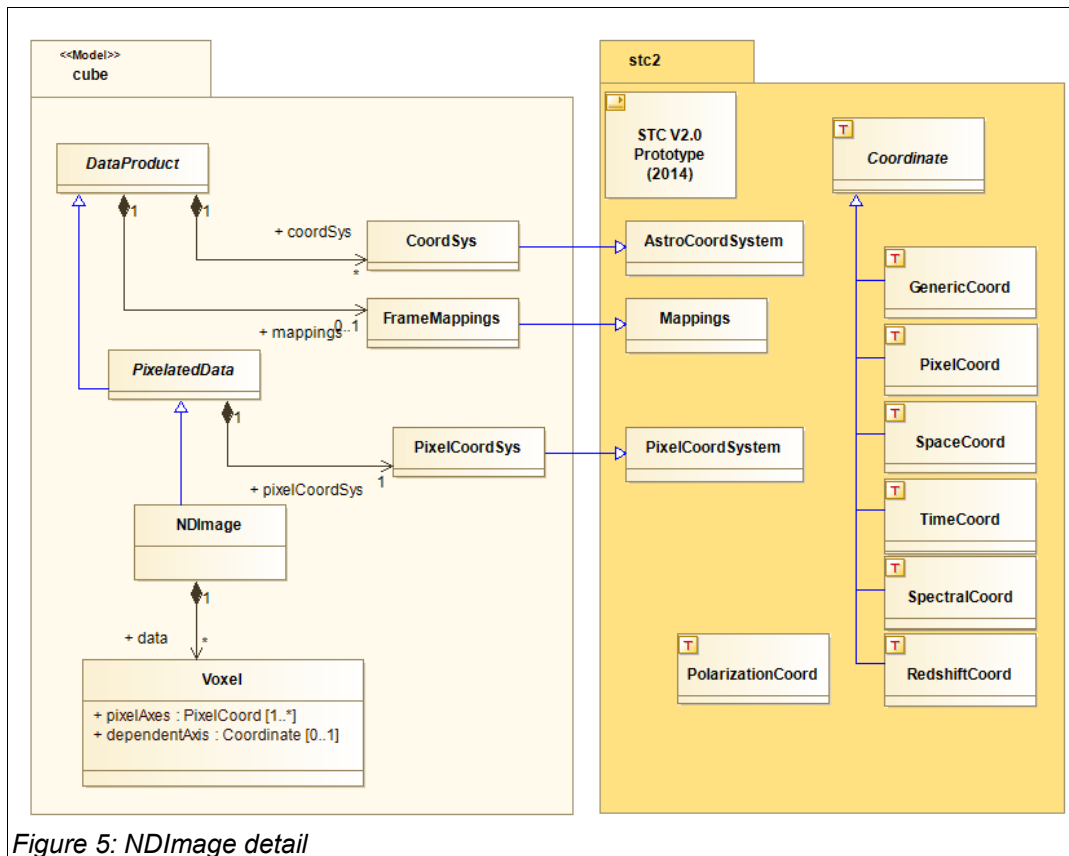 <<Model>>
cube
DataProduct
1
1
+ coordSys
*
CoordSys
+ mappings
0..1
FrameMappings
PixelatedData
1
+ pixelCoordSys
1
PixelCoordSys
NDImage
1
+ data
*
Voxel
+ pixelAxes : PixelCoord [1..*]
+ dependentAxis : Coordinate [0..1]
stc2
STC V2.0
Prototype
(2014)
T
Coordinate
AstroCoordSystem
Mappings
PixelCoordSystem
T
GenericCoord
T
PixelCoord
T
SpaceCoord
T
TimeCoord
T
SpectralCoord
T
PolarizationCoord
T
RedshiftCoord
Figure 5: NDImage detail